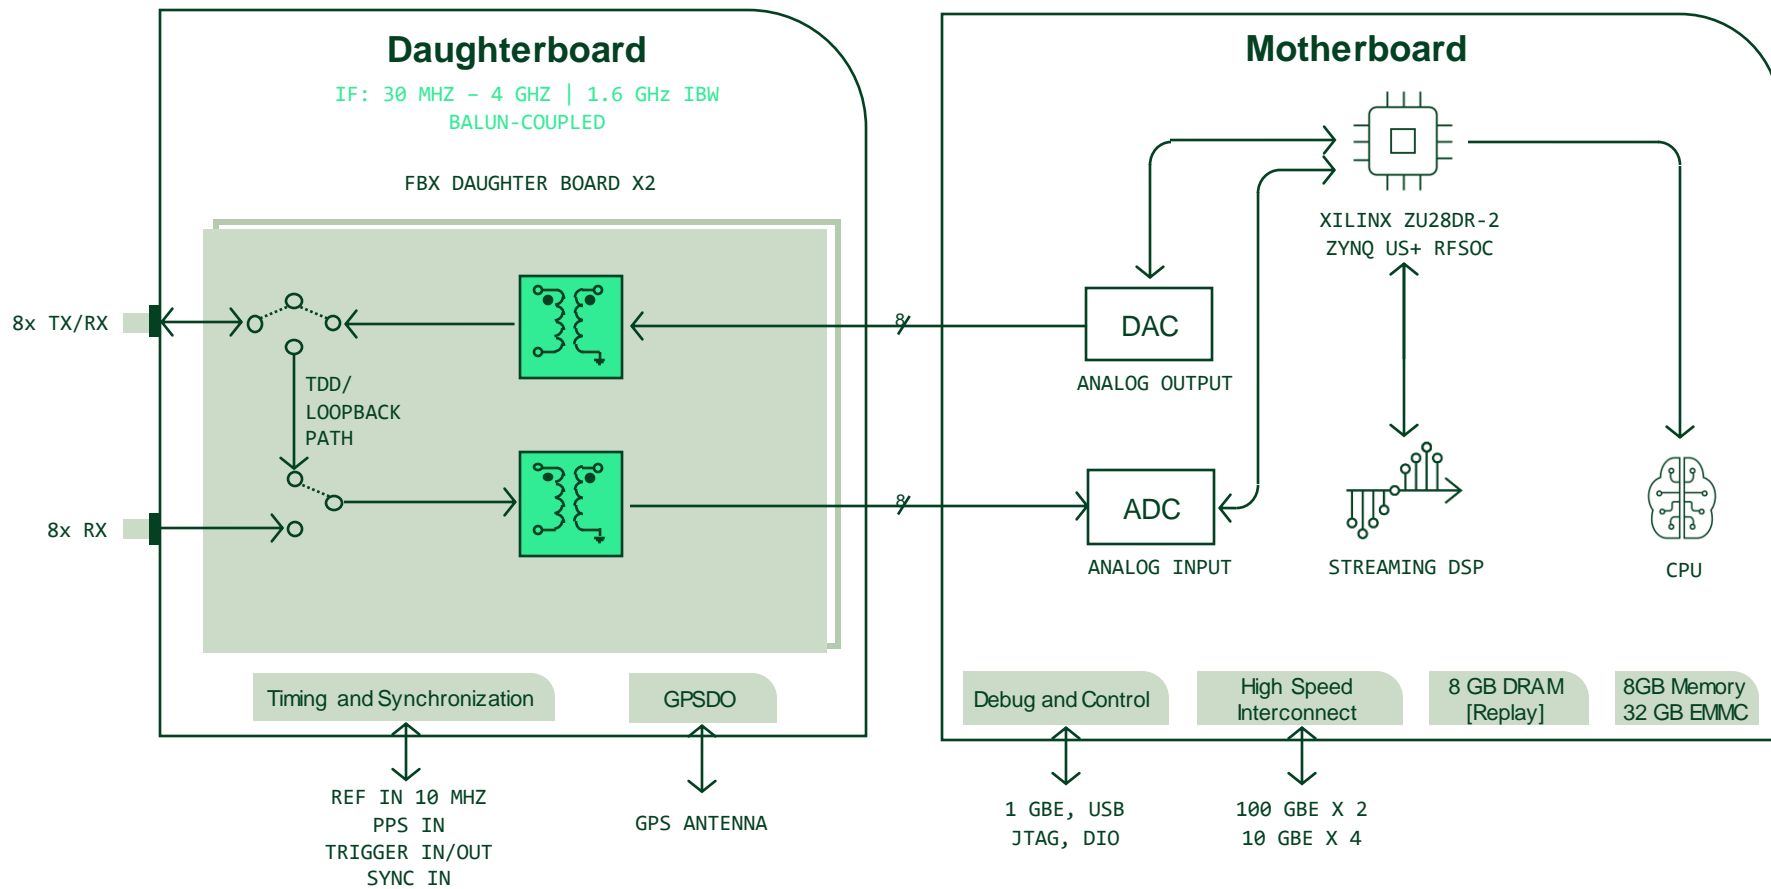 Daughterboard
IF: 30 MHZ – 4 GHZ | 1.6 GHz IBW
BALUN-COUPLED
FBX DAUGHTER BOARD X2
8x TX/RX
TDD/
LOOPBACK
PATH
8x RX
8
8
Timing and Synchronization
GPSDO
REF IN 10 MHZ
PPS IN
TRIGGER IN/OUT
SYNC IN
GPS ANTENNA
Motherboard
XILINX ZU28DR-2
ZYNQ US+ RFSOC
DAC
ANALOG OUTPUT
ADC
ANALOG INPUT
STREAMING DSP
CPU
Debug and Control
High Speed
Interconnect
8 GB DRAM
[Replay]
8GB Memory
32 GB EMMC
1 GBE, USB
JTAG, DIO
100 GBE X 2
10 GBE X 4